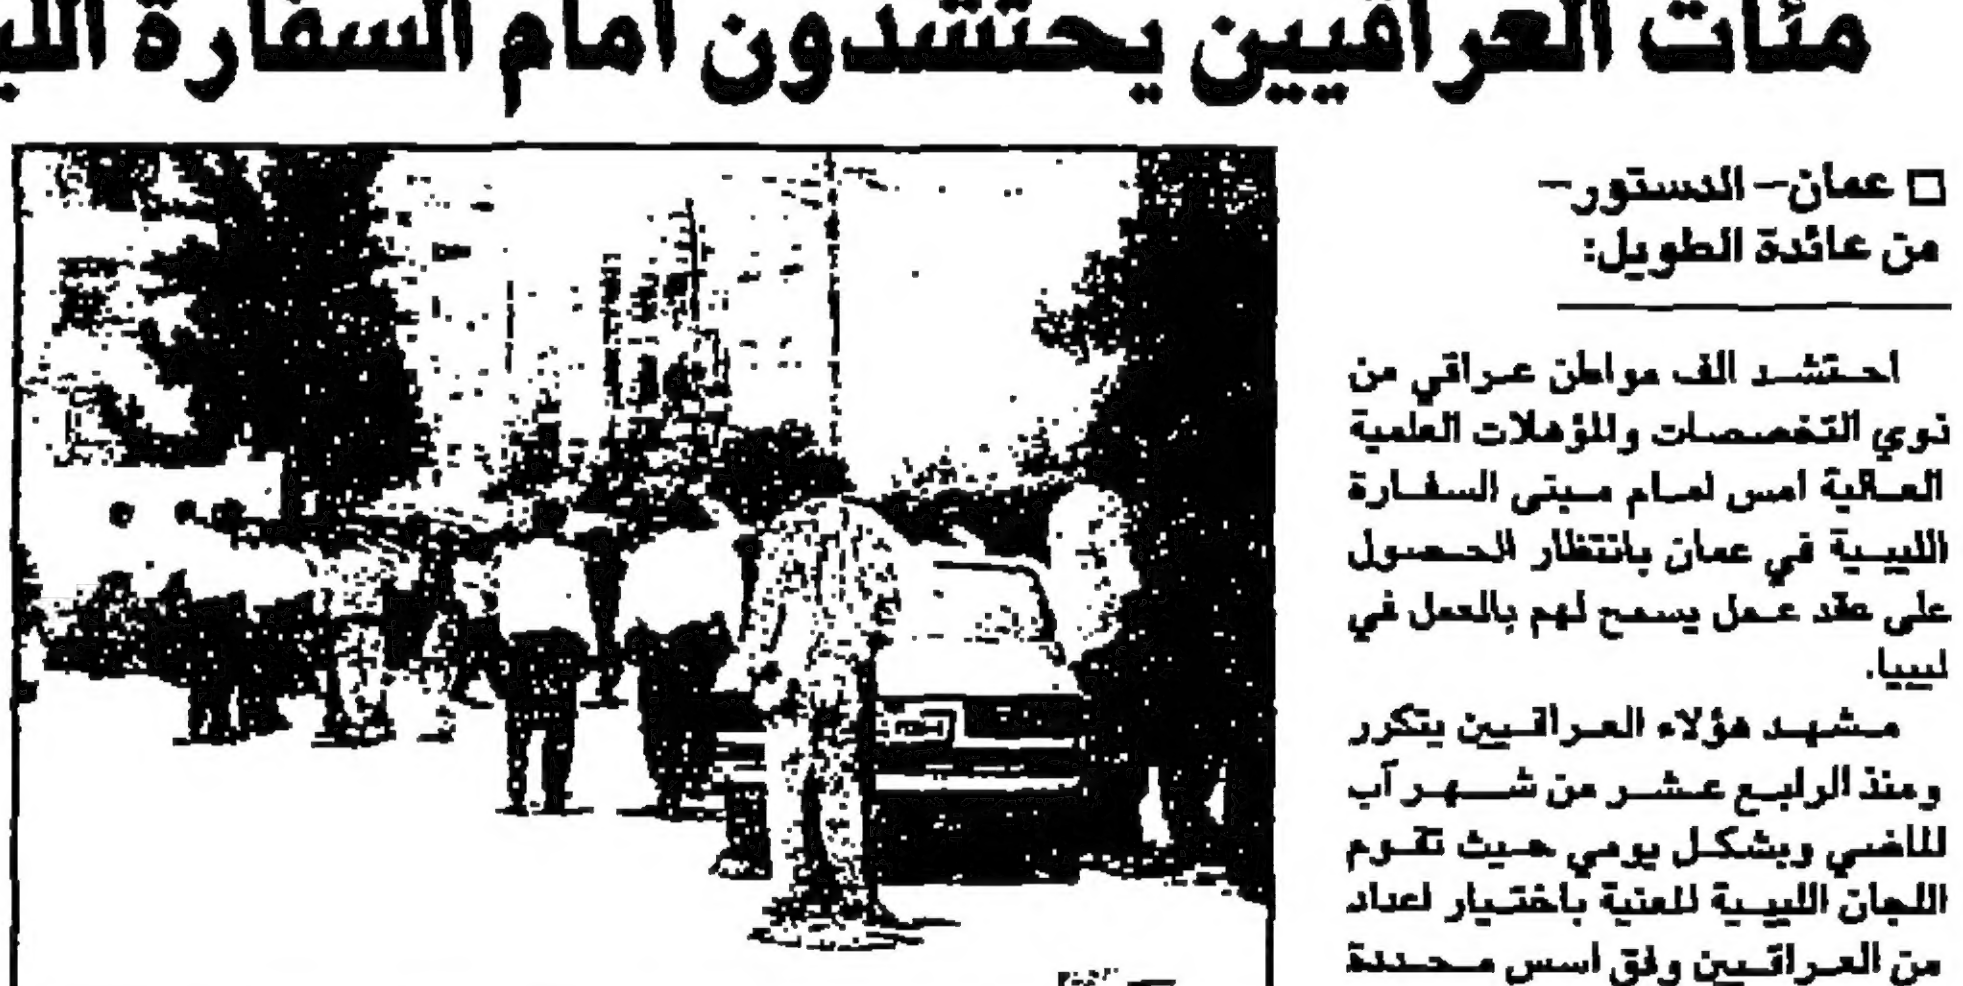 مئات العراقيين يحتشدون أمام السفارة
□ عمان– الدستور–
من عائدة الطويل:
احتشد الف مواطن عراقي من
ذوي التخصصات والمؤهلات العلمية
العالية امس امام مبنى السفارة
الليبية في عمان بانتظار الحصول
على عقد عمل يسمح لهم بالعمل في
ليبيا.
مشهد هؤلاء العراقيين يتكرر
ومنذ الرابع عشر من شهر آب
الماضي وبشكل يومي حيث تقوم
اللجان الليبية المعنية باختيار اعداد
من العراقيين وفق اسس محددة